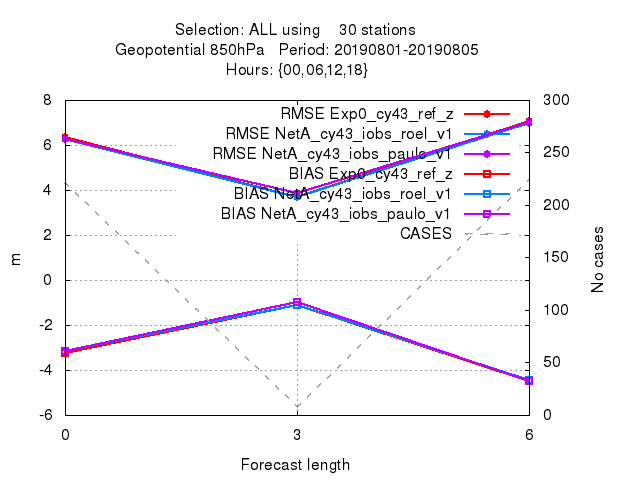 Selection: ALL using 30 stations
Geopotential 850hPa Period: 20190801-20190805
Hours: {00,06,12,18}
RMSE Exp0_cy43_ref_z
RMSE NetA_cy43_iobs_roel_v1
RMSE NetA_cy43_iobs_paulo_v1
BIAS Exp0_cy43_ref_z
BIAS NetA_cy43_iobs_roel_v1
BIAS NetA_cy43_iobs_paulo_v1
CASES
8
6
4
2
0
-2
-4
-6
m
300
250
200
150
100
50
0
No cases
0 3 6
Forecast length